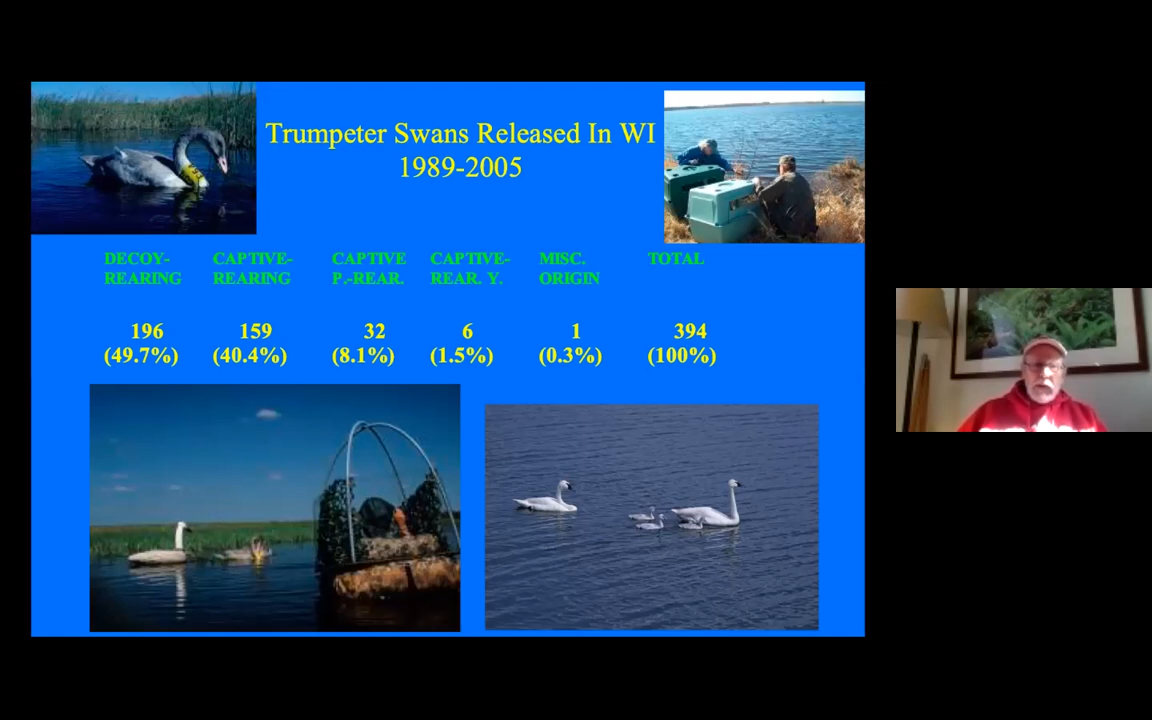 Trumpeter Swans Released In WI
1989-2005
DECOY- CAPTIVE- CAPTIVE CAPTIVE- MISC. TOTAL
REARING REARING P.-REAR. REAR. Y. ORIGIN
196 159 32 6 1 394
(49.7%) (40.4%) (8.1%) (1.5%) (0.3%) (100%)